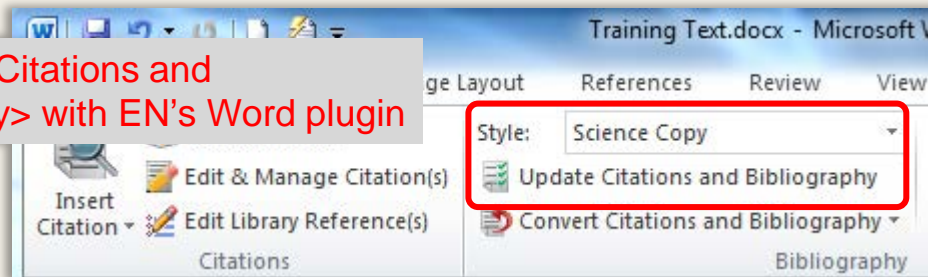 W Training Text.docx - Microsoft W
Citations and
y> with EN's Word plugin
ge Layout References Review View
Style: Science Copy
Edit & Manage Citation(s) Update Citations and Bibliography
Insert
Citation Edit Library Reference(s) Convert Citations and Bibliography
Citations Bibliography